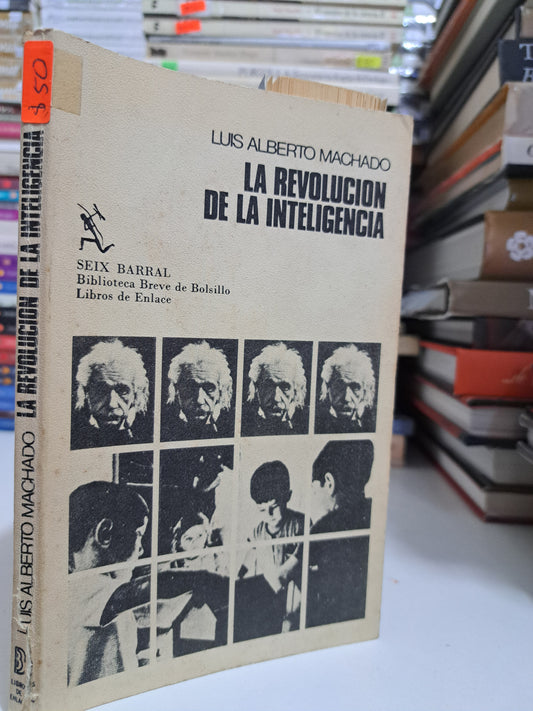 LUIS ALBERTO MACHADO
LA REVOLUCION
DE LA INTELIGENCIA
SEIX BARRAL
Biblioteca Breve de Bolsillo
Libros de Enlace
$50
LA REVOLUCION DE LA INTELIGENCIA
LUIS ALBERTO MACHADO